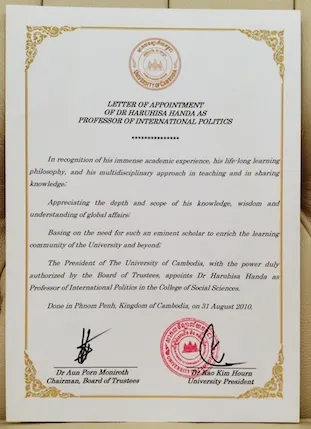 UNIVERSITY OF CAMBODIA
LETTER OF APPOINTMENT
OF DR HARUHISA HANDA AS
PROFESSOR OF INTERNATIONAL POLITICS
***************
In recognition of his immense academic experience, his life-long learning
philosophy, and his multidisciplinary approach in teaching and in sharing
knowledge;
Appreciating the depth and scope of his knowledge, wisdom and
understanding of global affairs;
Basing on the need for such an eminent scholar to enrich the learning
community of the University and beyond;
The President of The University of Cambodia, with the power duly
authorized by the Board of Trustees, appoints Dr Haruhisa Handa as
Professor of International Politics in the College of Social Sciences.
Done in Phnom Penh, Kingdom of Cambodia, on 31 August 2010.
Dr Aun Porn Moniroth
Chairman, Board of Trustees
Dr Kao Kim Hourn
University President